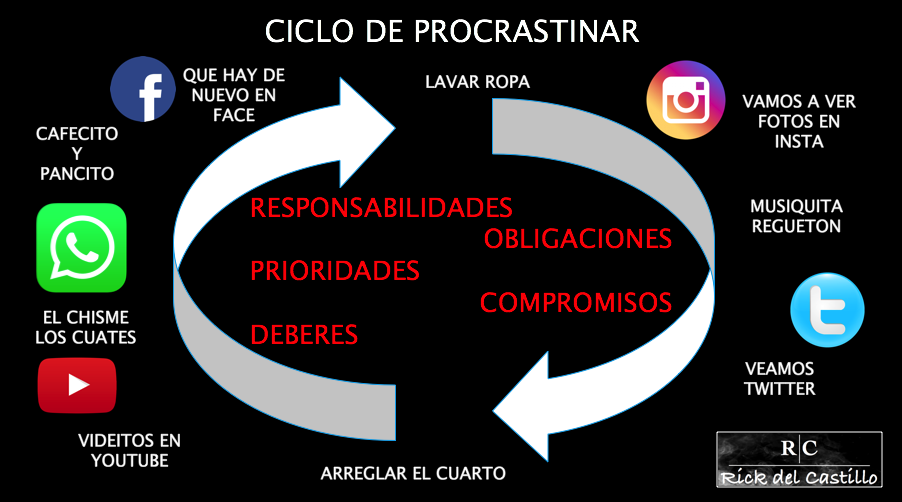 CICLO DE PROCRASTINAR
LAVAR ROPA
VAMOS A VER
FOTOS EN
INSTA
MUSIQUITA
REGUETON
VEAMOS
TWITTER
ARREGLAR EL CUARTO
VIDEITOS EN
YOUTUBE
EL CHISME
LOS CUATES
CAFECITO
Y
PANCITO
QUE HAY DE
NUEVO EN
FACE
RESPONSABILIDADES
OBLIGACIONES
PRIORIDADES
COMPROMISOS
DEBERES
R|C
Rick del Castillo